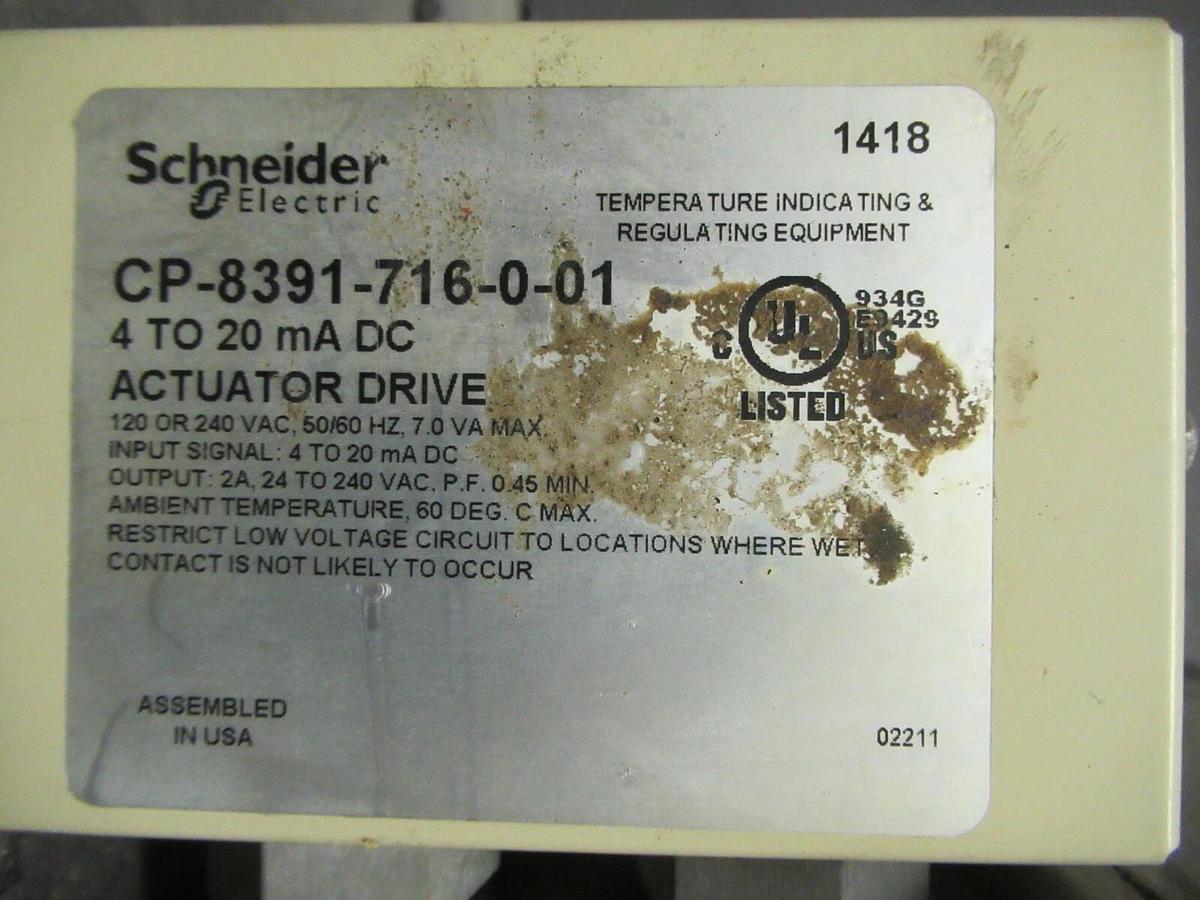 1418
Schneider
Electric
TEMPERATURE INDICATING &
REGULATING EQUIPMENT
CP-8391-716-0-01
4 TO 20 mA DC
ACTUATOR DRIVE
120 OR 240 VAC, 50/60 HZ, 7.0 VA MAX.
INPUT SIGNAL: 4 TO 20 mA DC
OUTPUT: 2A, 24 TO 240 VAC, P.F. 0.45 MIN.
AMBIENT TEMPERATURE, 60 DEG. C MAX.
RESTRICT LOW VOLTAGE CIRCUIT TO LOCATIONS WHERE WET
CONTACT IS NOT LIKELY TO OCCUR
934G
C UL US
LISTED
ASSEMBLED
IN USA
02211